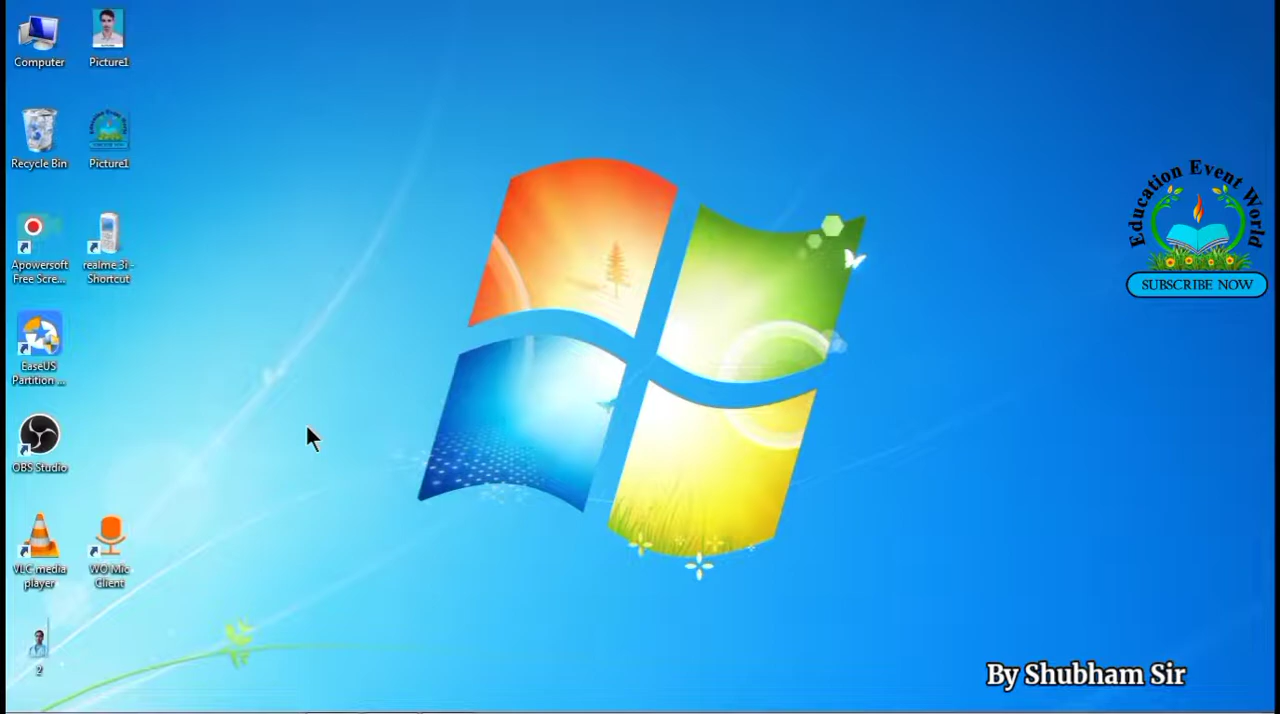 Computer
Picture1
Recycle Bin
Picture1
Apowersoft
Free Scre...
realme 3i -
Shortcut
EaseUS
Partition ...
OBS Studio
VLC media
player
WO Mic
Client
2
Education Event World
SUBSCRIBE NOW
By Shubham Sir